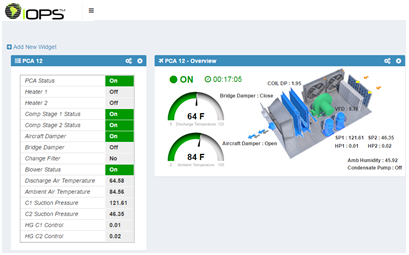 iOPS™
Add New Widget
PCA 12
PCA Status On
Heater 1 Off
Heater 2 Off
Comp Stage 1 Status On
Comp Stage 2 Status On
Aircraft Damper On
Bridge Damper Off
Change Filter No
Blower Status On
Discharge Air Temperature 64.58
Ambient Air Temperature 84.56
C1 Suction Pressure 121.61
C2 Suction Pressure 46.35
HG C1 Control 0.01
HG C2 Control 0.02
PCA 12 - Overview
ON 00:17:05
COIL DP : 1.95
Bridge Damper : Close
64 F
0 Discharge Temperature 100
Aircraft Damper : Open
84 F
0 Ambient Temperature 100
SP1 : 121.61 SP2 : 46.35
HP1 : 0.01 HP2 : 0.02
Amb Humidity : 45.92
Condensate Pump : Off